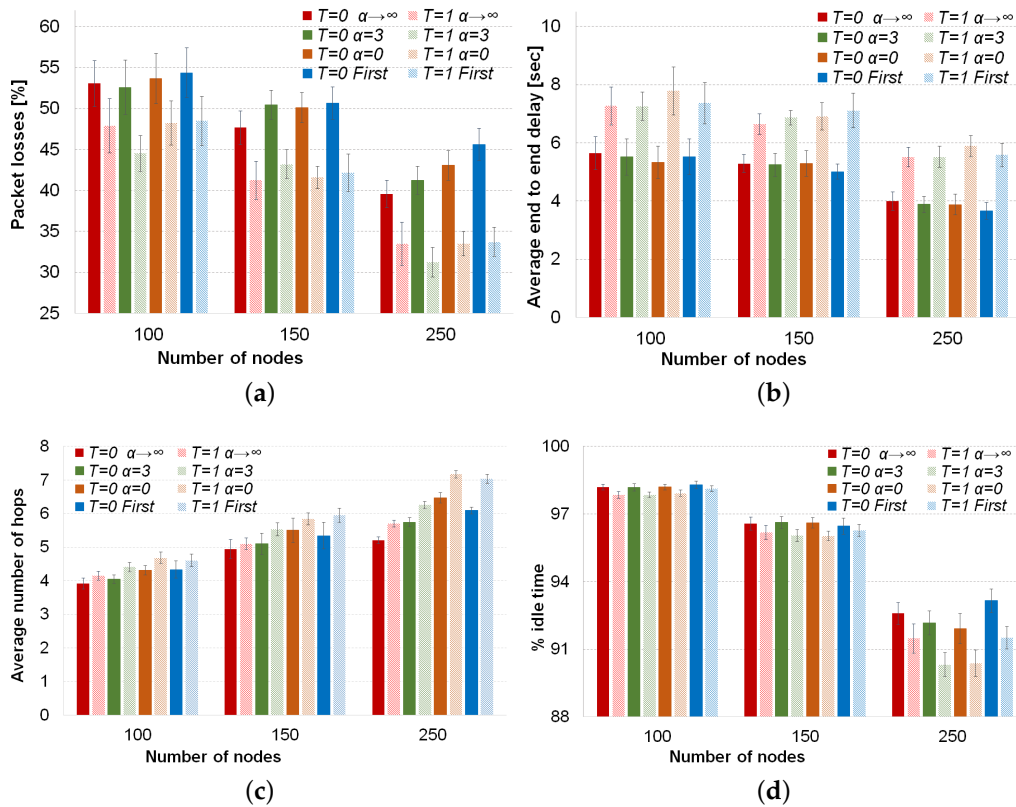 T=0 α→∞ T=1 α→∞
T=0 α=3 T=1 α=3
T=0 α=0 T=1 α=0
T=0 First T=1 First
Packet losses [%]
60
55
50
45
40
35
30
25
100 150 250
Number of nodes
(a)
T=0 α→∞ T=1 α→∞
T=0 α=3 T=1 α=3
T=0 α=0 T=1 α=0
T=0 First T=1 First
Average end to end delay [sec]
10
8
6
4
2
0
100 150 250
Number of nodes
(b)
T=0 α→∞ T=1 α→∞
T=0 α=3 T=1 α=3
T=0 α=0 T=1 α=0
T=0 First T=1 First
Average number of hops
8
7
6
5
4
3
2
1
0
100 150 250
Number of nodes
(c)
T=0 α→∞ T=1 α→∞
T=0 α=3 T=1 α=3
T=0 α=0 T=1 α=0
T=0 First T=1 First
% idle time
100
97
94
91
88
100 150 250
Number of nodes
(d)